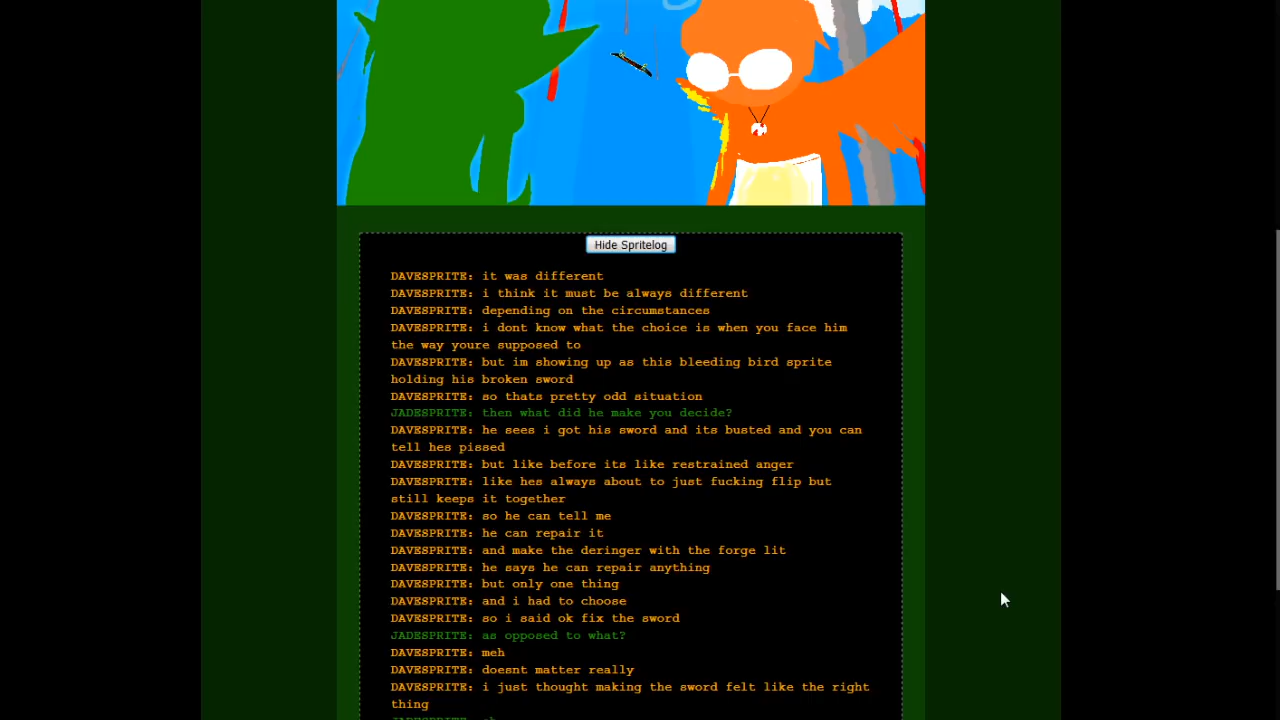 Hide Spritelog
DAVESPRITE: it was different
DAVESPRITE: i think it must be always different
DAVESPRITE: depending on the circumstances
DAVESPRITE: i dont know what the choice is when you face him
the way youre supposed to
DAVESPRITE: but im showing up as this bleeding bird sprite
holding his broken sword
DAVESPRITE: so thats pretty odd situation
JADESPRITE: then what did he make you decide?
DAVESPRITE: he sees i got his sword and its busted and you can
tell hes pissed
DAVESPRITE: but like before its like restrained anger
DAVESPRITE: like hes always about to just fucking flip but
still keeps it together
DAVESPRITE: so he can tell me
DAVESPRITE: he can repair it
DAVESPRITE: and make the deringer with the forge lit
DAVESPRITE: he says he can repair anything
DAVESPRITE: but only one thing
DAVESPRITE: and i had to choose
DAVESPRITE: so i said ok fix the sword
JADESPRITE: as opposed to what?
DAVESPRITE: meh
DAVESPRITE: doesnt matter really
DAVESPRITE: i just thought making the sword felt like the right
thing